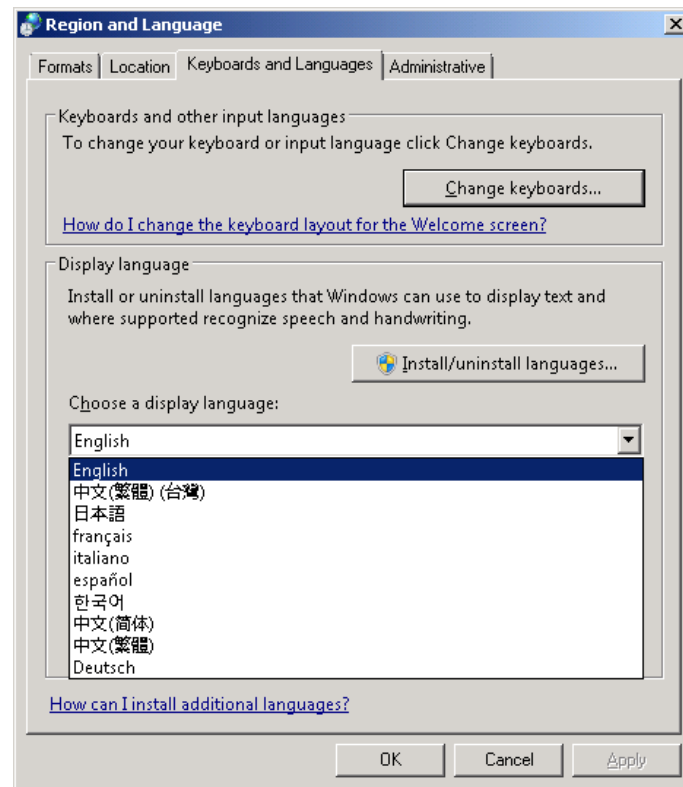 Region and Language
Formats
Location
Keyboards and Languages
Administrative
Keyboards and other input languages
To change your keyboard or input language click Change keyboards.
Change keyboards...
How do I change the keyboard layout for the Welcome screen?
Display language
Install or uninstall languages that Windows can use to display text and
where supported recognize speech and handwriting.
Install/uninstall languages...
Choose a display language:
English
English
中文(繁體) (台灣)
日本語
français
italiano
español
한국어
中文(简体)
中文(繁體)
Deutsch
How can I install additional languages?
OK
Cancel
Apply